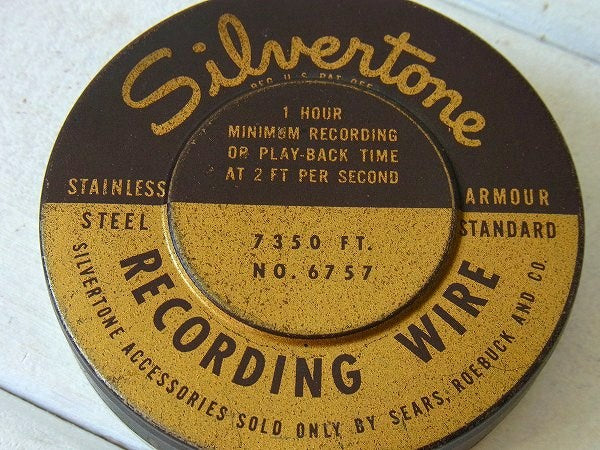 Silvertone
REG. U.S. PAT. OFF.
1 HOUR
MINIMUM RECORDING
OR PLAY-BACK TIME
AT 2 FT PER SECOND
STAINLESS
STEEL
ARMOUR
STANDARD
7350 FT.
NO. 6757
RECORDING WIRE
SILVERTONE ACCESSORIES SOLD ONLY BY SEARS, ROEBUCK AND CO.